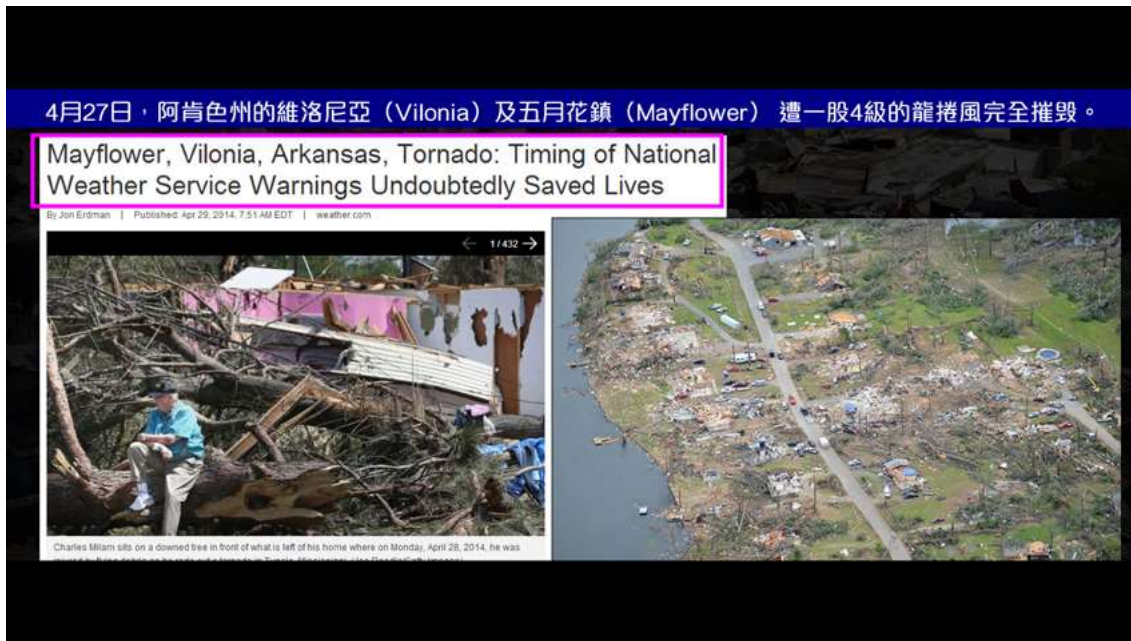 4月27日，阿肯色州的維洛尼亞（Vilonia）及五月花鎮（Mayflower） 遭一股4級的龍捲風完全摧毀。
Mayflower, Vilonia, Arkansas, Tornado: Timing of National
Weather Service Warnings Undoubtedly Saved Lives
By Jon Erdman | Published: Apr 29, 2014, 7:51 AM EDT | weather.com
← 1 / 432 →
Charles Milam sits on a downed tree in front of what is left of his home where on Monday, April 28, 2014, he was